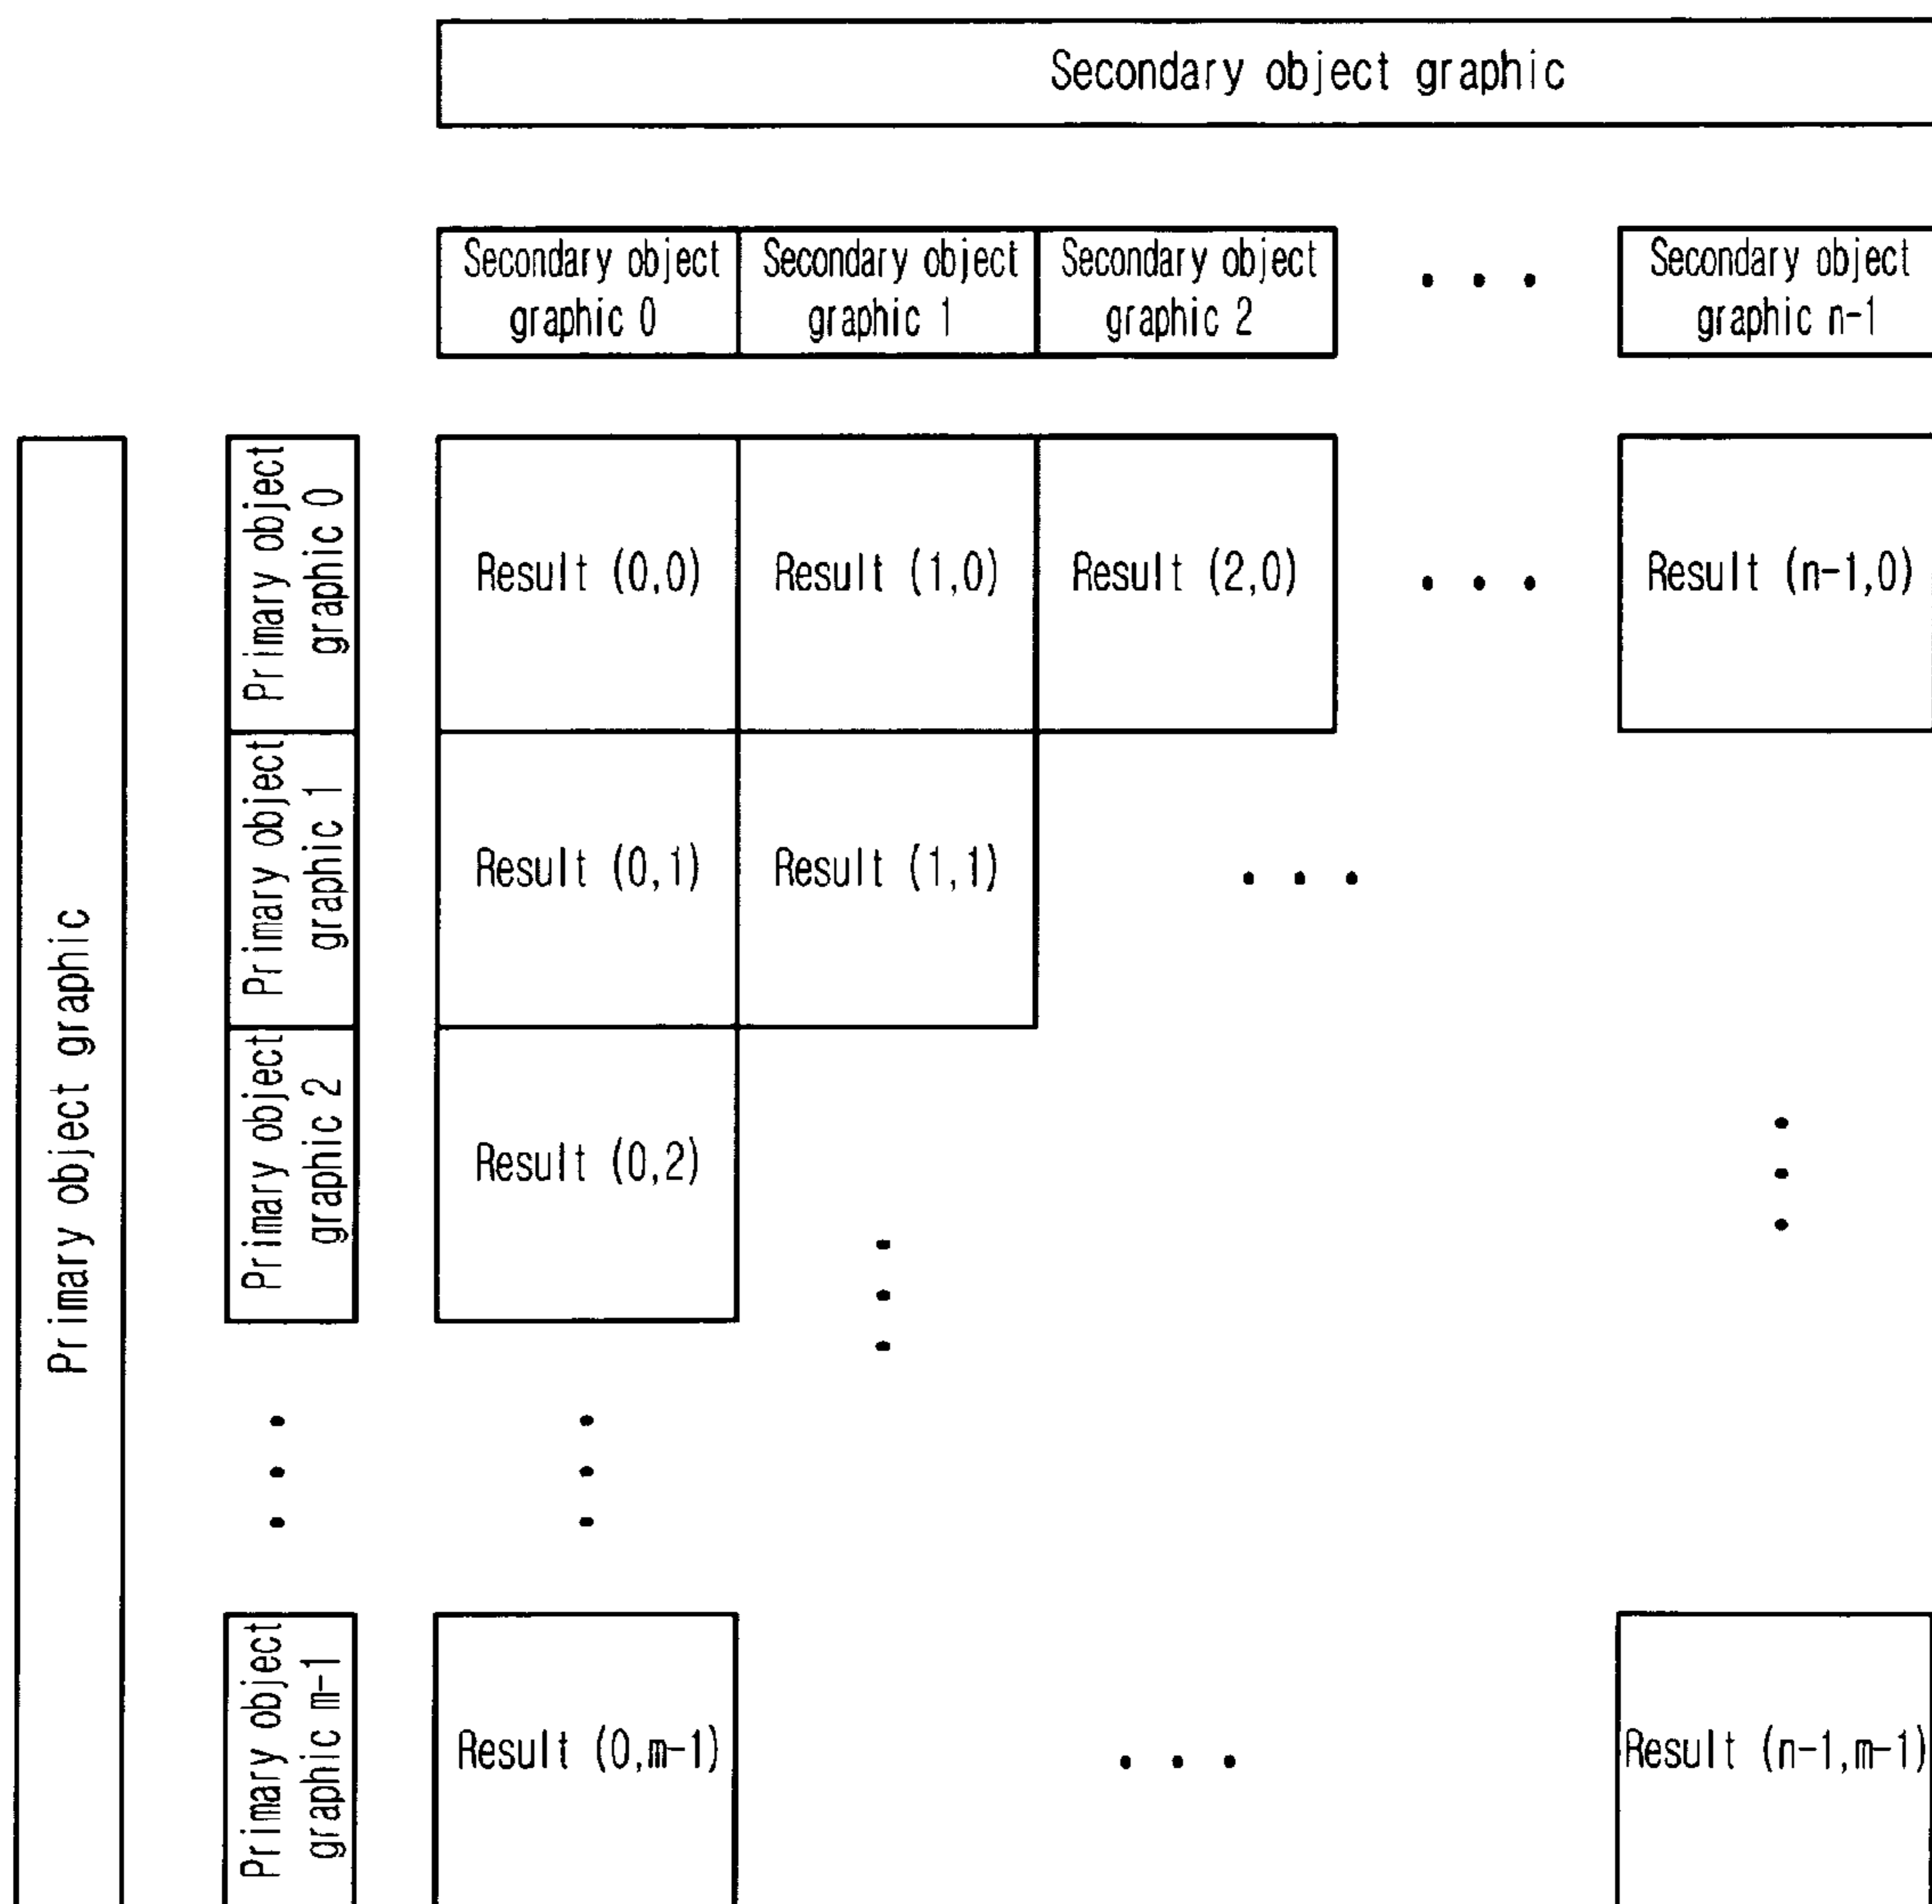 Secondary object graphic
Secondary object
graphic 0
Secondary object
graphic 1
Secondary object
graphic 2
Secondary object
graphic n-1
Primary object graphic
Primary object
graphic 0
Result (0,0)
Result (1,0)
Result (2,0)
Result (n-1,0)
Primary object
graphic 1
Result (0,1)
Result (1,1)
Primary object
graphic 2
Result (0,2)
Primary object
graphic m-1
Result (0,m-1)
Result (n-1,m-1)